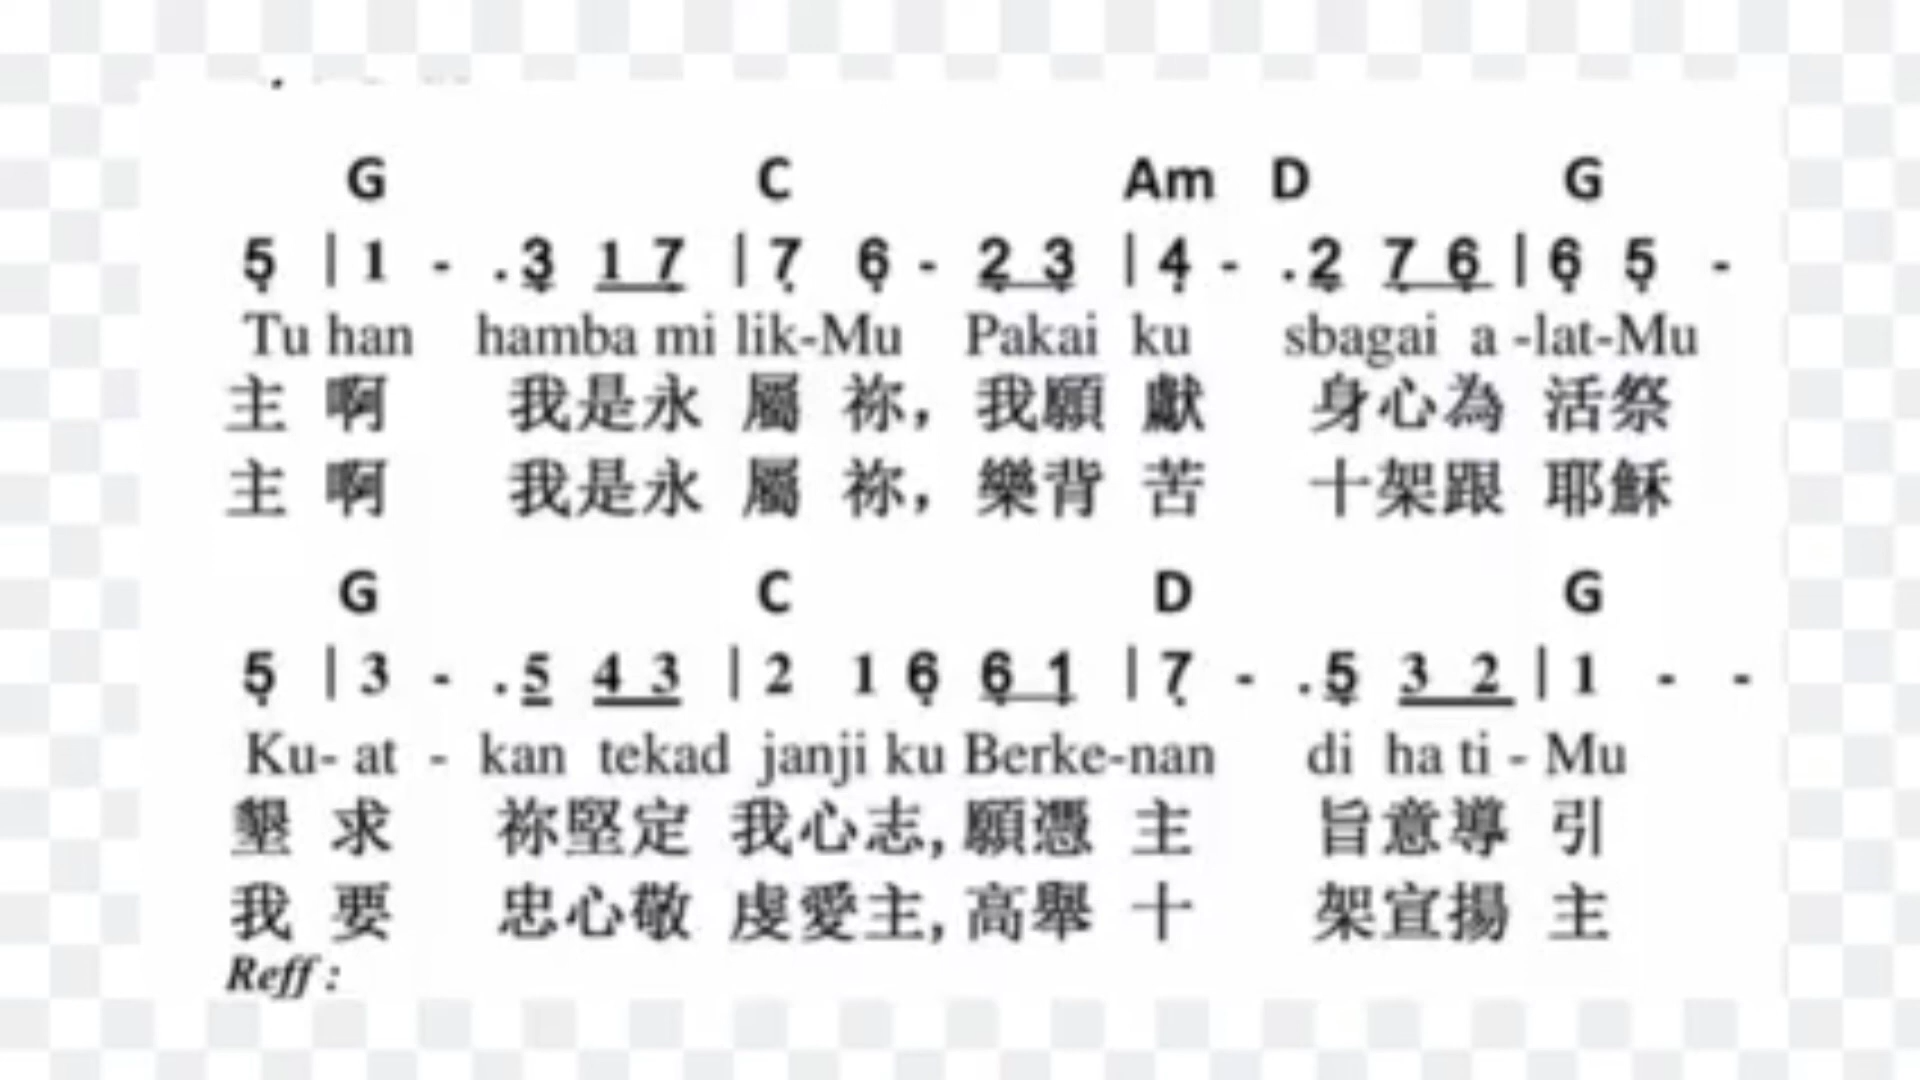 G C Am D G
5̣ | 1 - .3̣ 1 7̣ | 7̣ 6̣ - 2̣ 3̣ | 4̣ - .2̣ 7̣ 6̣ | 6̣ 5̣ -
Tu han hamba mi lik-Mu Pakai ku sbagai a -lat-Mu
主 啊 我是永 屬 祢，我願 獻 身心為 活祭
主 啊 我是永 屬 祢，樂背 苦 十架跟 耶穌
G C D G
5̣ | 3 - .5 4 3 | 2 1 6̣ 6̣ 1 | 7̣ - .5̣ 3 2 | 1 - -
Ku- at - kan tekad janji ku Berke-nan di ha ti - Mu
懇 求 祢堅定 我心志,願憑 主 旨意導 引
我 要 忠心敬 虔愛主,高舉 十 架宣揚 主
Reff :